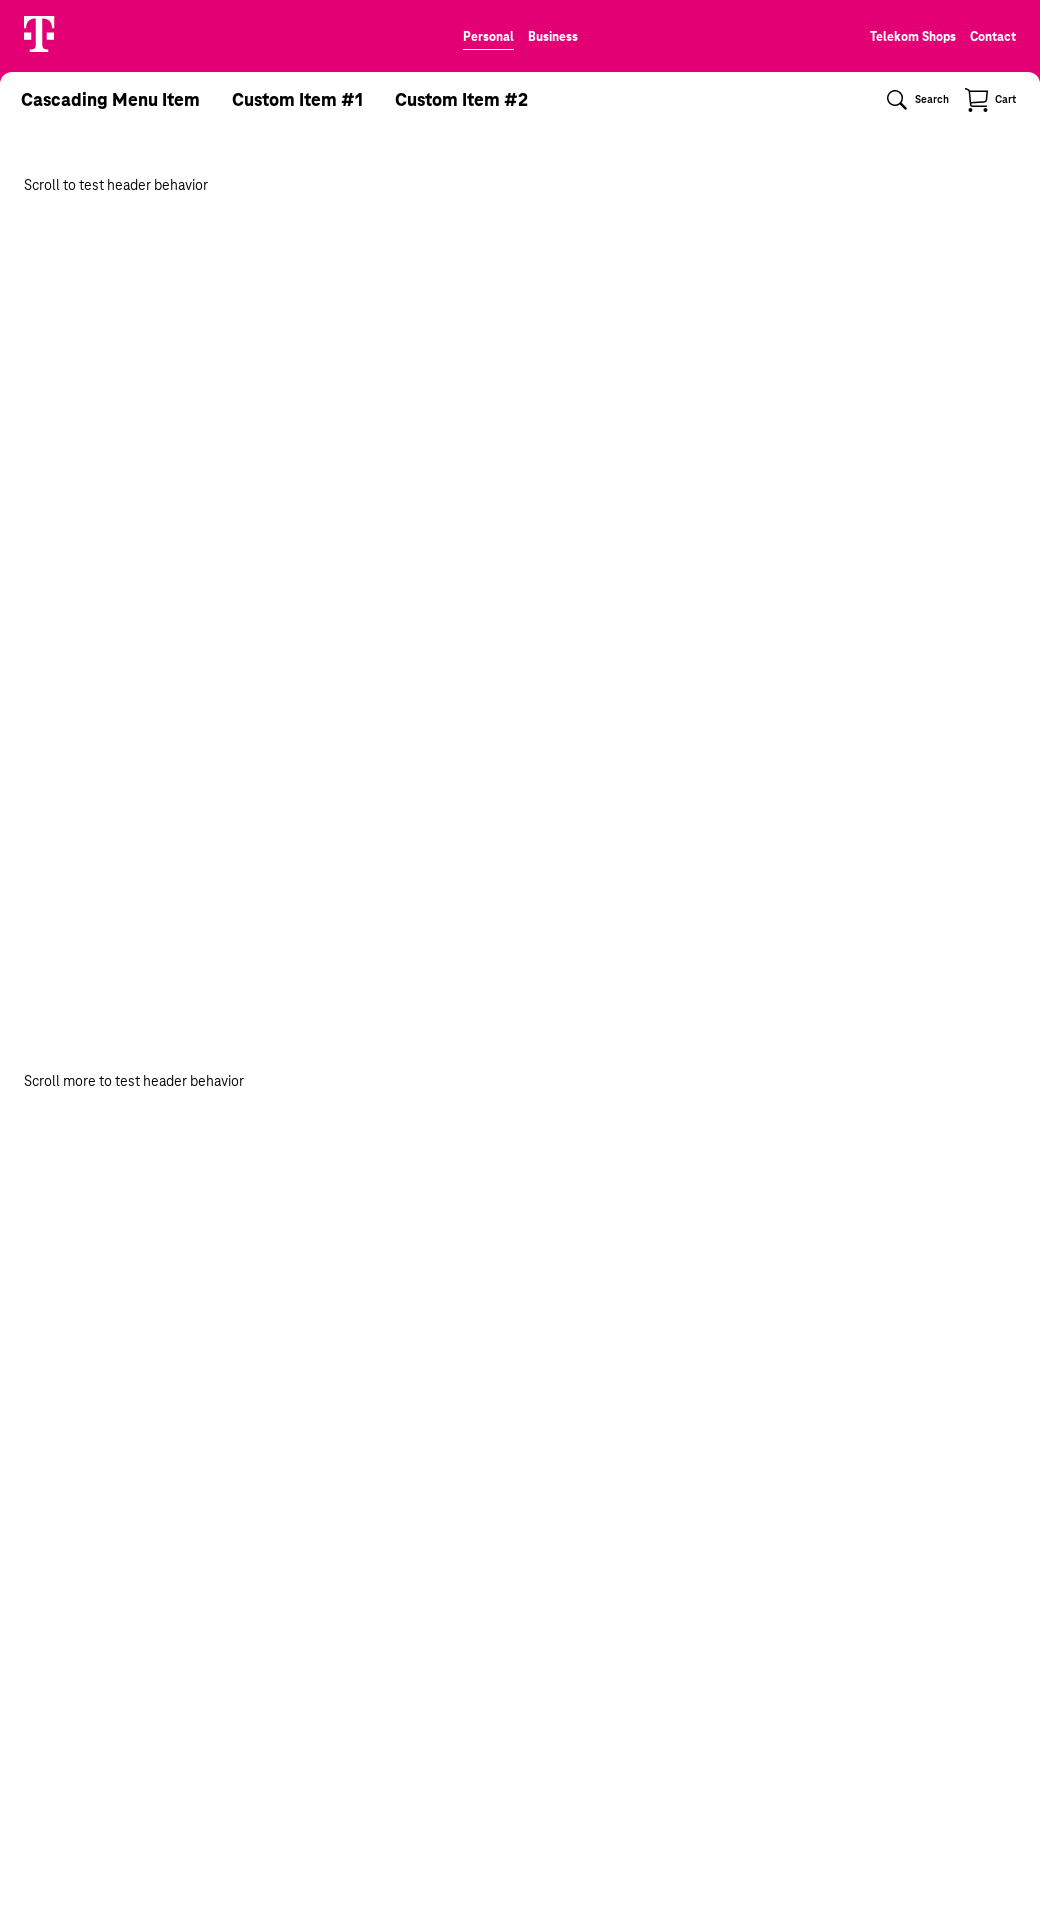 T
Personal Business
Telekom Shops Contact
Cascading Menu Item Custom Item #1 Custom Item #2
Search Cart
Scroll to test header behavior
Scroll more to test header behavior